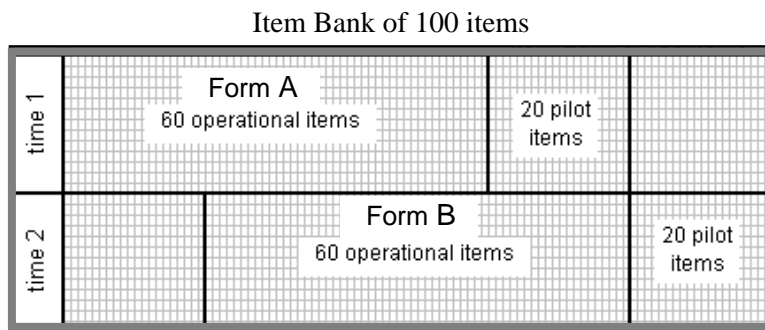 Item Bank of 100 items
time 1
Form A
60 operational items
20 pilot
items
time 2
Form B
60 operational items
20 pilot
items